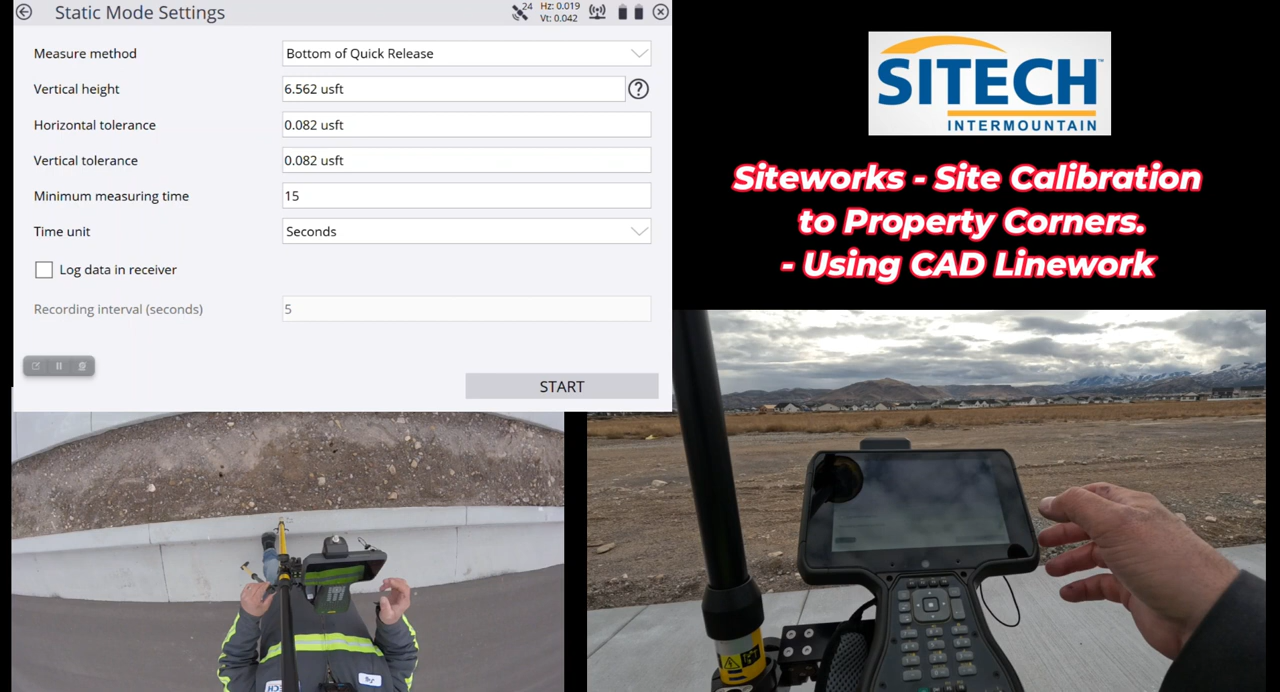 Static Mode Settings
24
Hz: 0.019
Vt: 0.042
Measure method
Bottom of Quick Release
Vertical height
6.562 usft
?
Horizontal tolerance
0.082 usft
Vertical tolerance
0.082 usft
Minimum measuring time
15
Time unit
Seconds
Log data in receiver
Recording interval (seconds)
5
START
SITECH™
INTERMOUNTAIN
Siteworks - Site Calibration
to Property Corners.
- Using CAD Linework